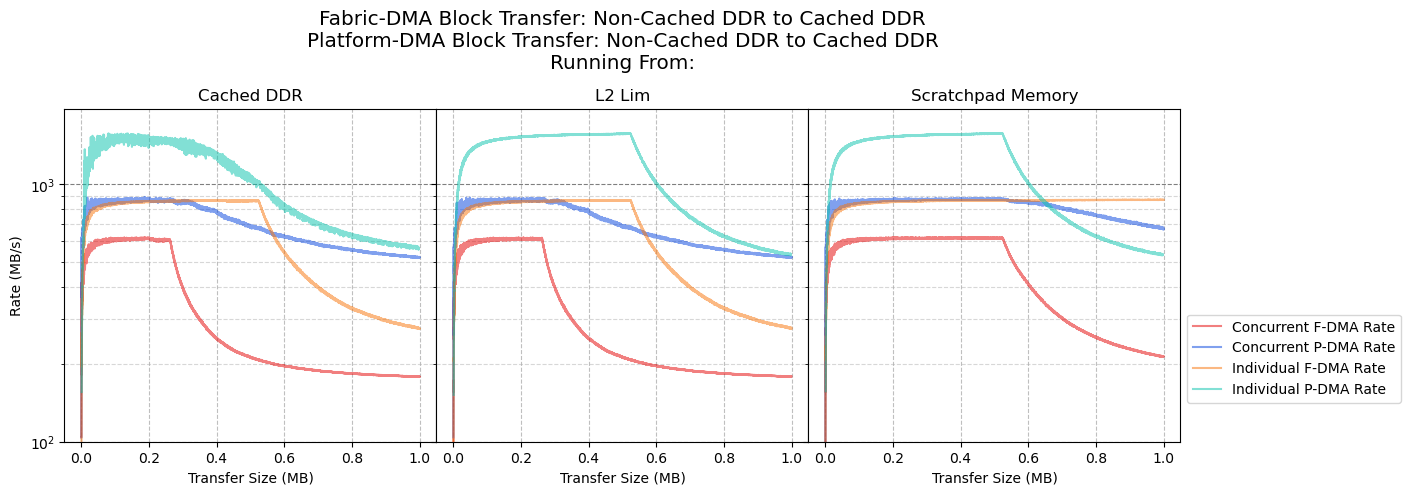 Fabric-DMA Block Transfer: Non-Cached DDR to Cached DDR
Platform-DMA Block Transfer: Non-Cached DDR to Cached DDR
Running From:
Cached DDR
L2 Lim
Scratchpad Memory
Rate (MB/s)
10³
10²
0.0 0.2 0.4 0.6 0.8 1.0
0.0 0.2 0.4 0.6 0.8 1.0
0.0 0.2 0.4 0.6 0.8 1.0
Transfer Size (MB)
Transfer Size (MB)
Transfer Size (MB)
Concurrent F-DMA Rate
Concurrent P-DMA Rate
Individual F-DMA Rate
Individual P-DMA Rate